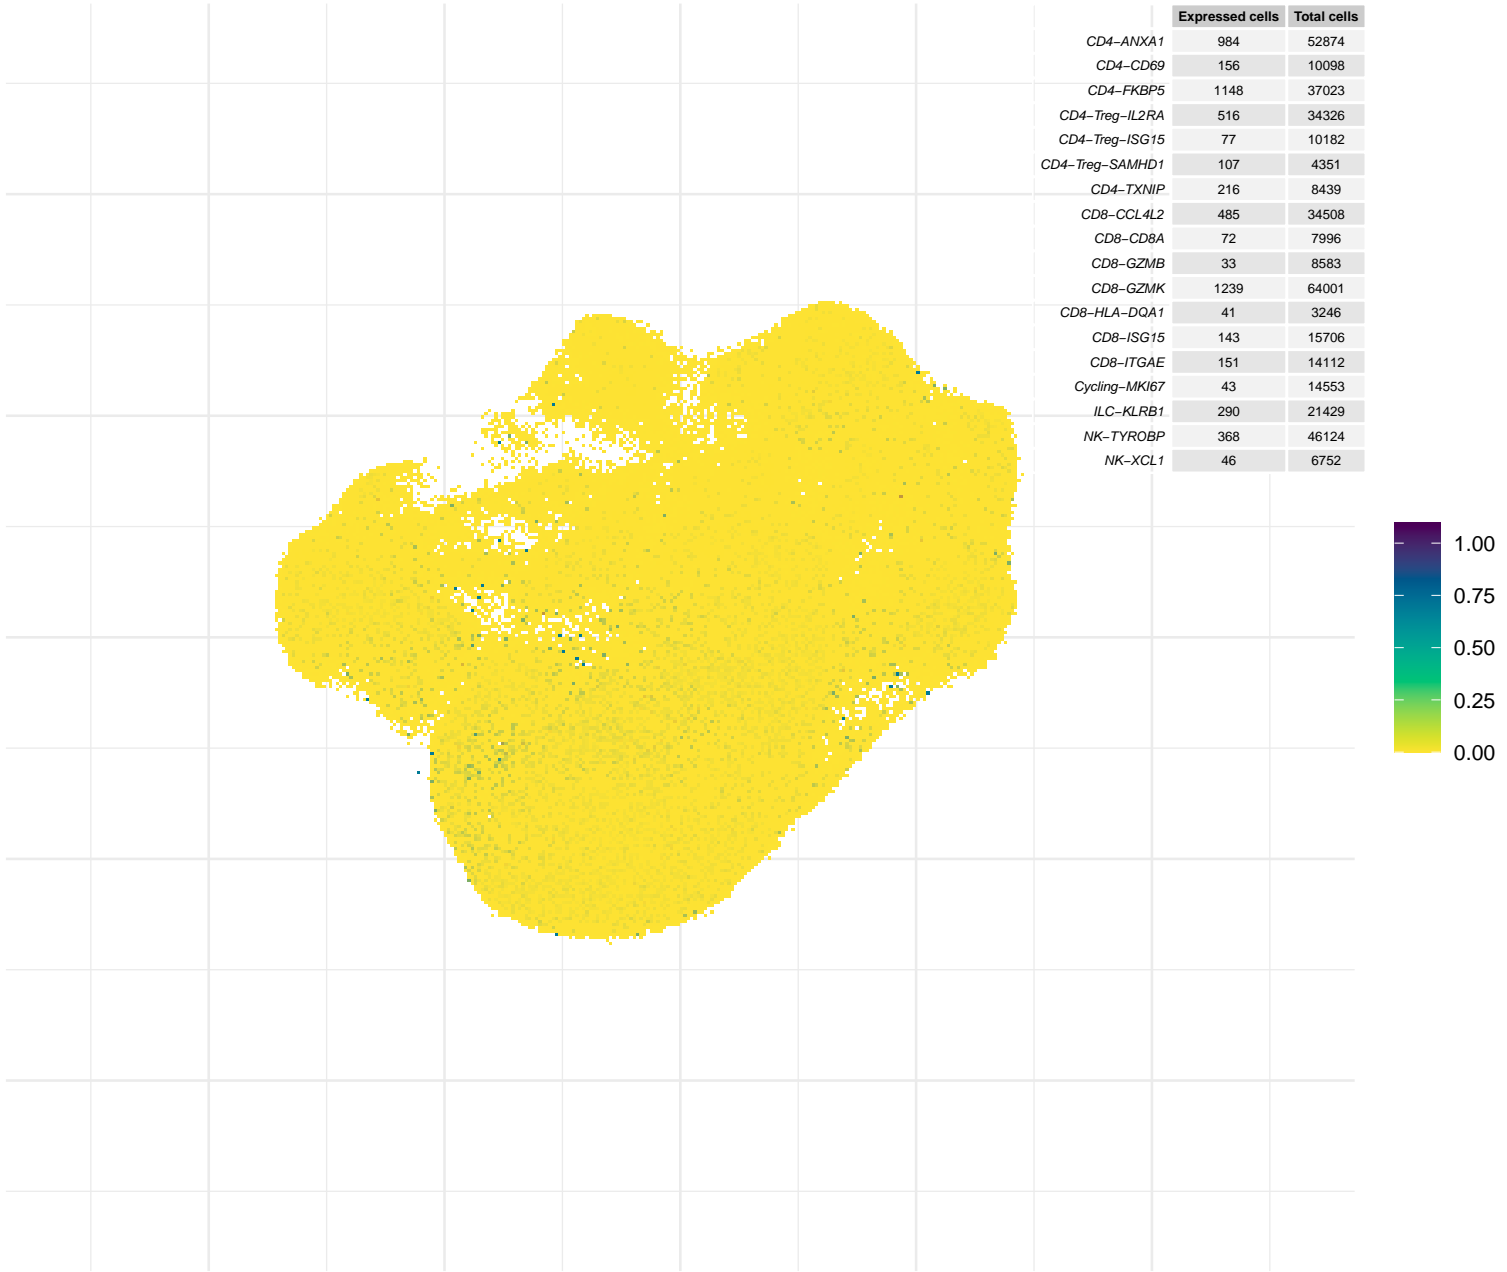 Expressed cells Total cells
CD4−ANXA1 984 52874
CD4−CD69 156 10098
CD4−FKBP5 1148 37023
CD4−Treg−IL2RA 516 34326
CD4−Treg−ISG15 77 10182
CD4−Treg−SAMHD1 107 4351
CD4−TXNIP 216 8439
CD8−CCL4L2 485 34508
CD8−CD8A 72 7996
CD8−GZMB 33 8583
CD8−GZMK 1239 64001
CD8−HLA−DQA1 41 3246
CD8−ISG15 143 15706
CD8−ITGAE 151 14112
Cycling−MKI67 43 14553
ILC−KLRB1 290 21429
NK−TYROBP 368 46124
NK−XCL1 46 6752
1.00
0.75
0.50
0.25
0.00